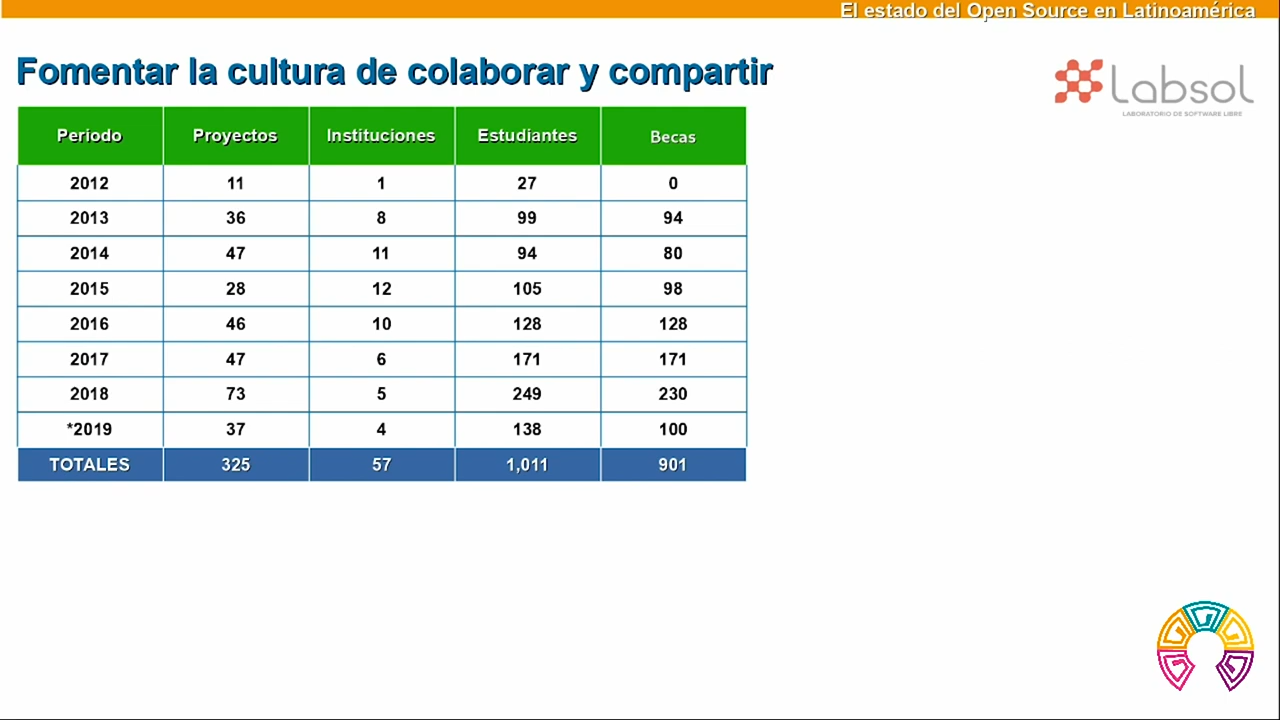 El estado del Open Source en Latinoamérica
Fomentar la cultura de colaborar y compartir
Labsol
LABORATORIO DE SOFTWARE LIBRE
Periodo Proyectos Instituciones Estudiantes Becas
2012 11 1 27 0
2013 36 8 99 94
2014 47 11 94 80
2015 28 12 105 98
2016 46 10 128 128
2017 47 6 171 171
2018 73 5 249 230
*2019 37 4 138 100
TOTALES 325 57 1,011 901